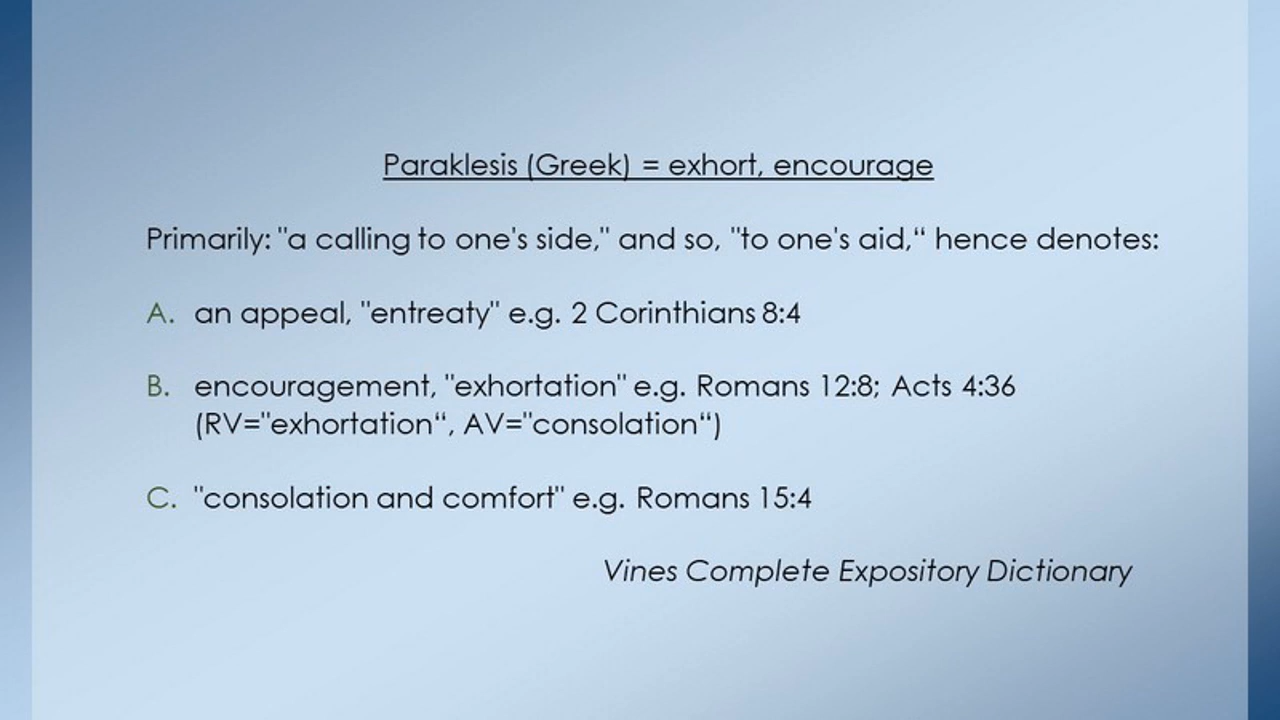 Paraklesis (Greek) = exhort, encourage
Primarily: "a calling to one's side," and so, "to one's aid,“ hence denotes:
A. an appeal, "entreaty" e.g. 2 Corinthians 8:4
B. encouragement, "exhortation" e.g. Romans 12:8; Acts 4:36
(RV="exhortation“, AV="consolation“)
C. "consolation and comfort" e.g. Romans 15:4
Vines Complete Expository Dictionary